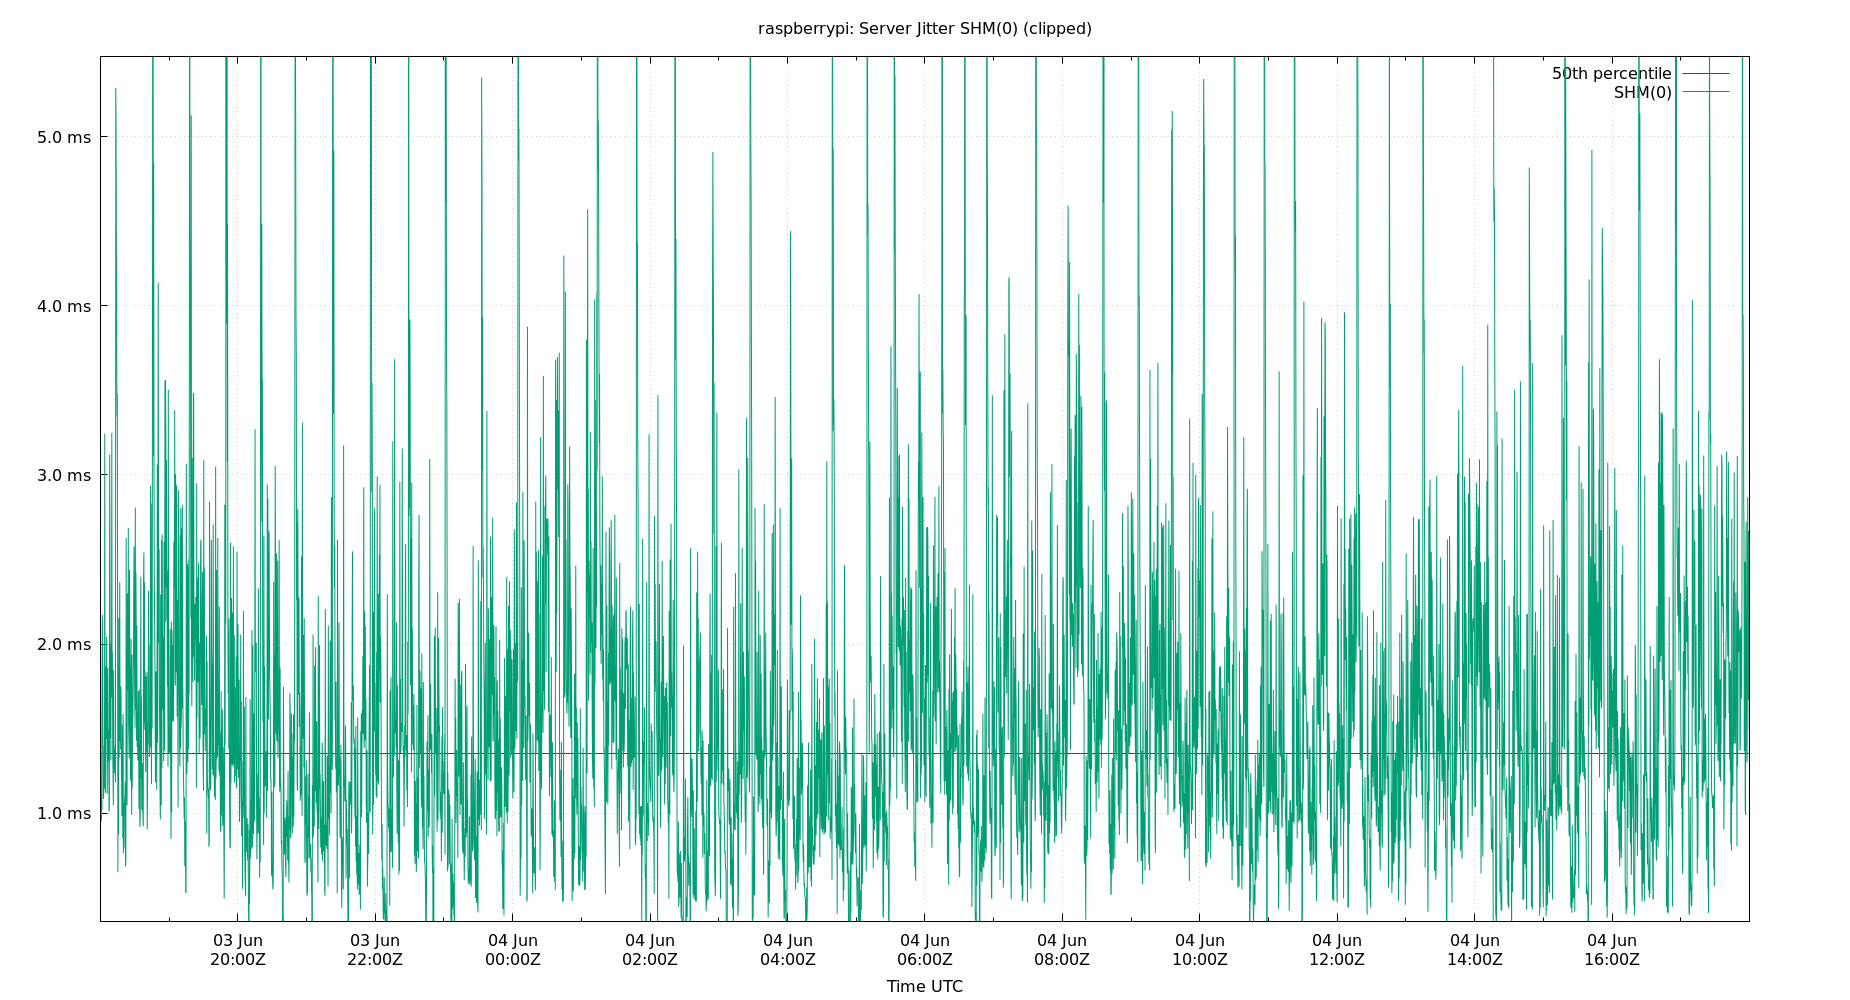 raspberrypi: Server Jitter SHM(0) (clipped)
50th percentile
SHM(0)
5.0 ms
4.0 ms
3.0 ms
2.0 ms
1.0 ms
03 Jun 03 Jun 04 Jun 04 Jun 04 Jun 04 Jun 04 Jun 04 Jun 04 Jun 04 Jun 04 Jun
20:00Z 22:00Z 00:00Z 02:00Z 04:00Z 06:00Z 08:00Z 10:00Z 12:00Z 14:00Z 16:00Z
Time UTC